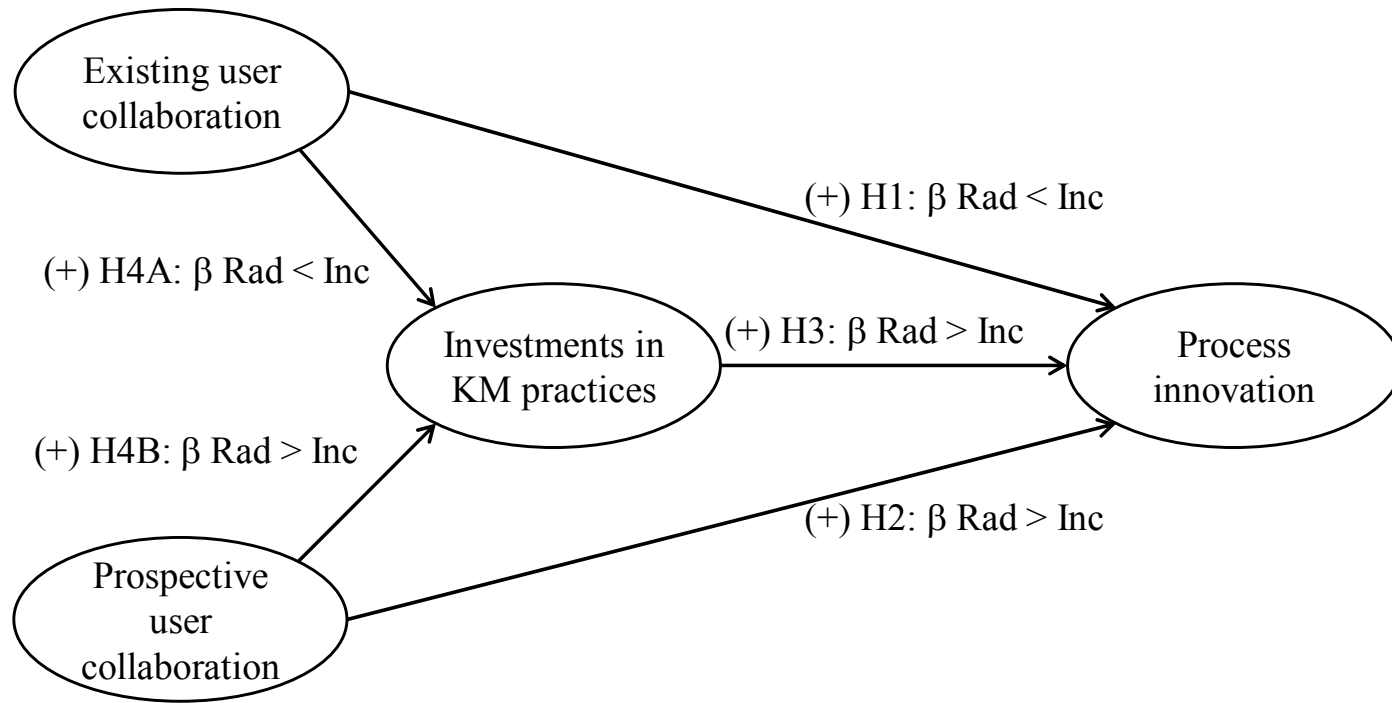 Existing user
collaboration
(+) H1: β Rad < Inc
(+) H4A: β Rad < Inc
Investments in
KM practices
(+) H3: β Rad > Inc
Process
innovation
(+) H4B: β Rad > Inc
(+) H2: β Rad > Inc
Prospective
user
collaboration